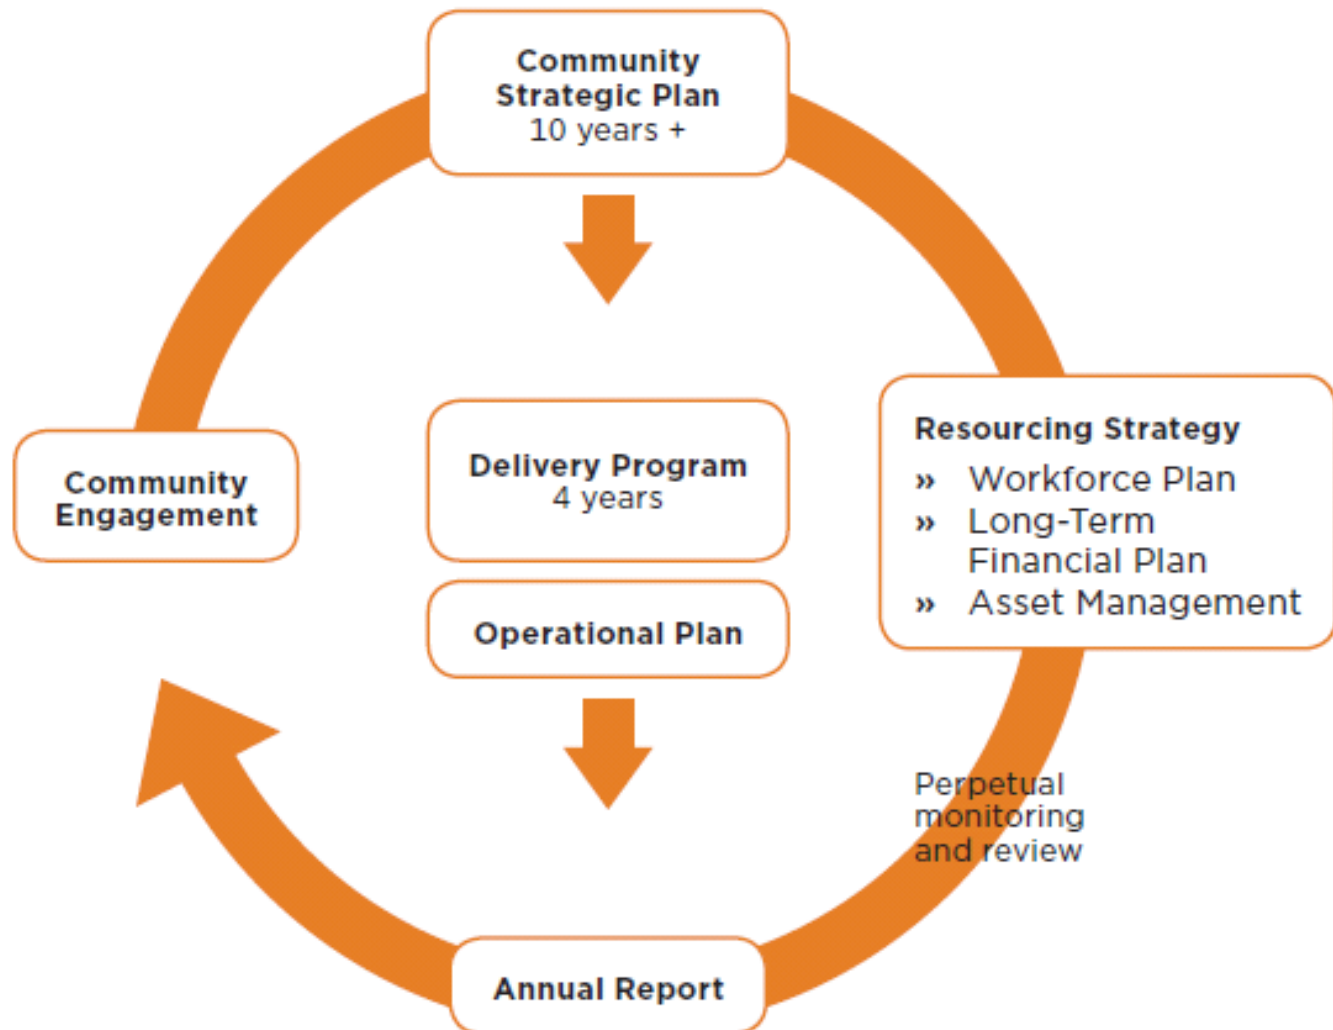 Community
Strategic Plan
10 years +
Community
Engagement
Delivery Program
4 years
Operational Plan
Resourcing Strategy
» Workforce Plan
» Long-Term
Financial Plan
» Asset Management
Perpetual
monitoring
and review
Annual Report